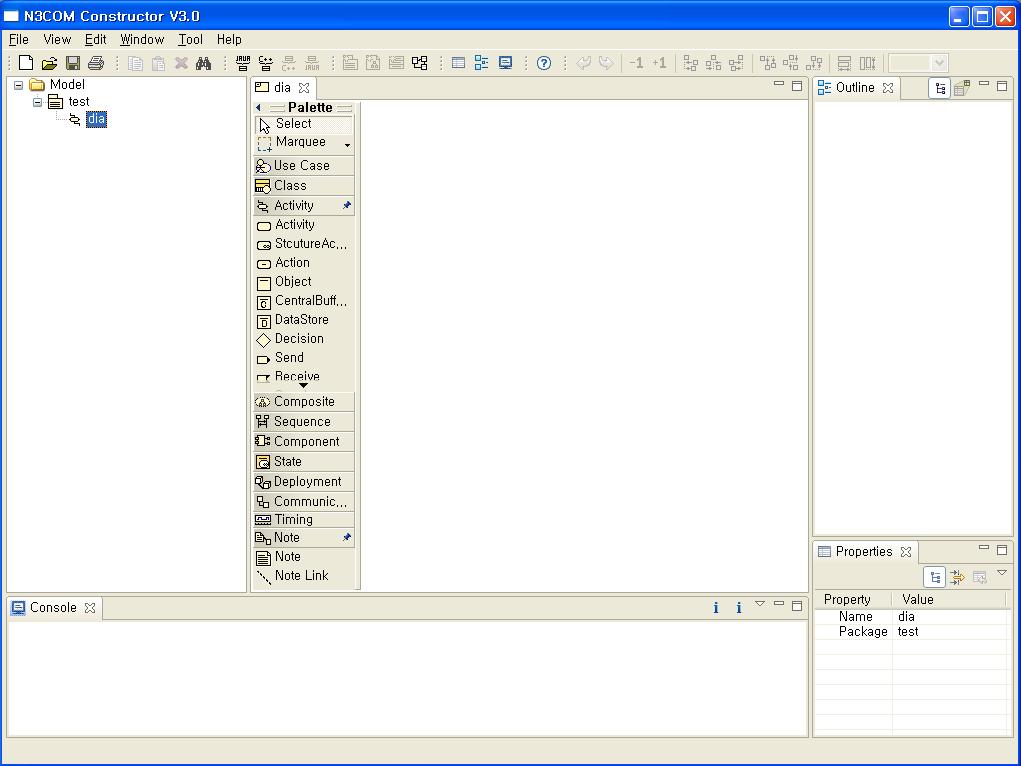 N3COM Constructor V3.0
File View Edit Window Tool Help
JAVA C++ C++ JAVA -1 +1
Model
test
dia
dia
Palette
Select
Marquee
Use Case
Class
Activity
Activity
StcutureAc...
Action
Object
CentralBuff...
DataStore
Decision
Send
Receive
Composite
Sequence
Component
State
Deployment
Communic...
Timing
Note
Note
Note Link
Outline
Properties
Property Value
Name dia
Package test
Console